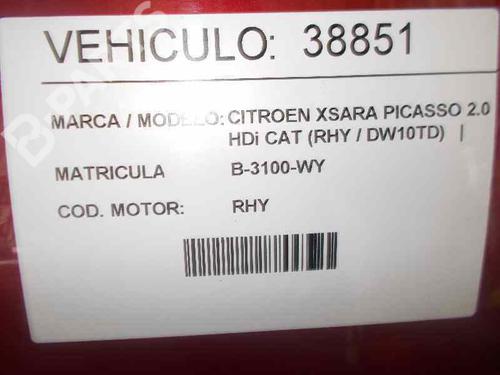 VEHICULO: 38851
MARCA / MODELO: CITROEN XSARA PICASSO 2.0
HDi CAT (RHY / DW10TD) |
MATRICULA B-3100-WY
COD. MOTOR: RHY